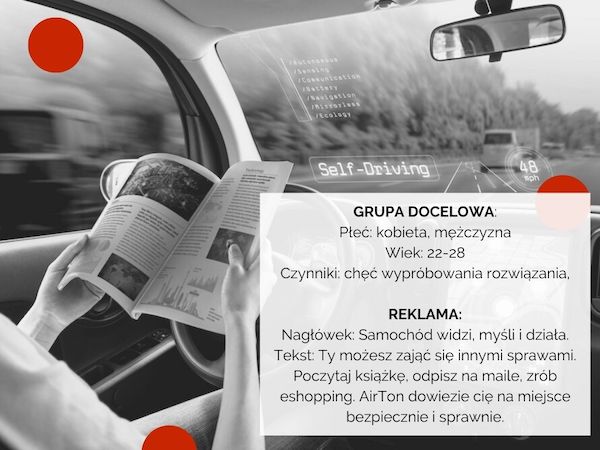 /Autonomous
/Sensing
/Communication
/Battery
/Navigation
/Mirrorless
/Ecology
Self-Driving
48
mph
GRUPA DOCELOWA:
Płeć: kobieta, mężczyzna
Wiek: 22-28
Czynniki: chęć wypróbowania rozwiązania,
REKLAMA:
Nagłówek: Samochód widzi, myśli i działa.
Tekst: Ty możesz zająć się innymi sprawami.
Poczytaj książkę, odpisz na maile, zrób
eshopping. AirTon dowiezie cię na miejsce
bezpiecznie i sprawnie.